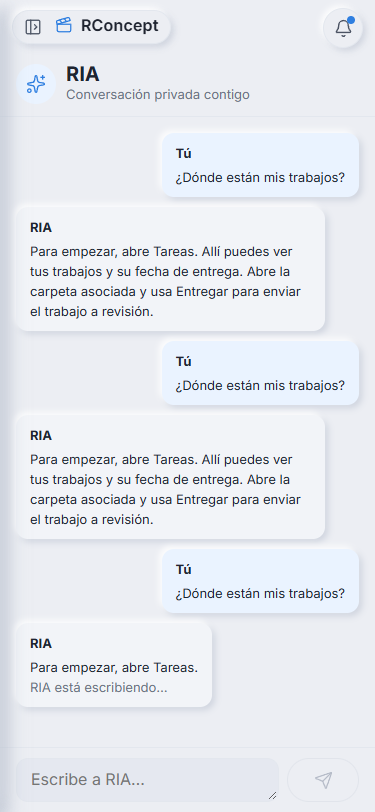 RConcept
RIA
Conversación privada contigo
Tú
¿Dónde están mis trabajos?
RIA
Para empezar, abre Tareas. Allí puedes ver
tus trabajos y su fecha de entrega. Abre la
carpeta asociada y usa Entregar para enviar
el trabajo a revisión.
Tú
¿Dónde están mis trabajos?
RIA
Para empezar, abre Tareas. Allí puedes ver
tus trabajos y su fecha de entrega. Abre la
carpeta asociada y usa Entregar para enviar
el trabajo a revisión.
Tú
¿Dónde están mis trabajos?
RIA
Para empezar, abre Tareas.
RIA está escribiendo...
Escribe a RIA...